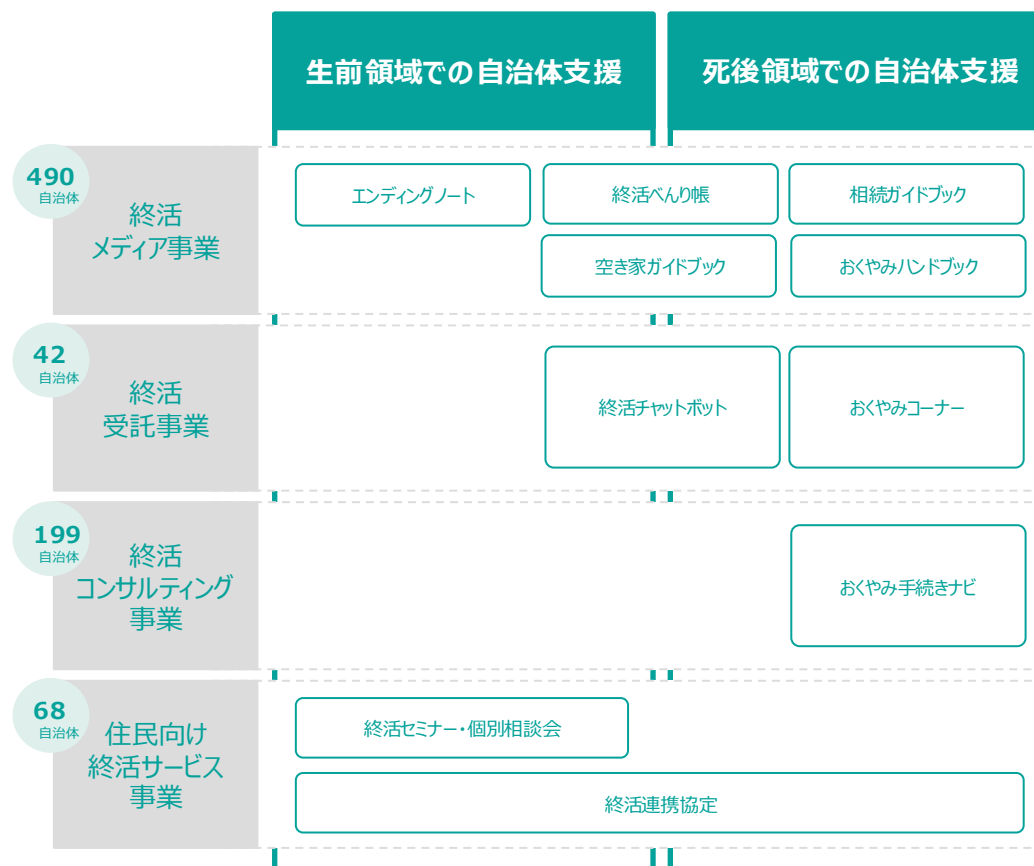 生前領域での自治体支援
死後領域での自治体支援
490
自治体
終活
メディア事業
エンディングノート
終活べんり帳
相続ガイドブック
空き家ガイドブック
おくやみハンドブック
42
自治体
終活
受託事業
終活チャットボット
おくやみコーナー
199
自治体
終活
コンサルティング
事業
おくやみ手続きナビ
68
自治体
住民向け
終活サービス
事業
終活セミナー・個別相談会
終活連携協定